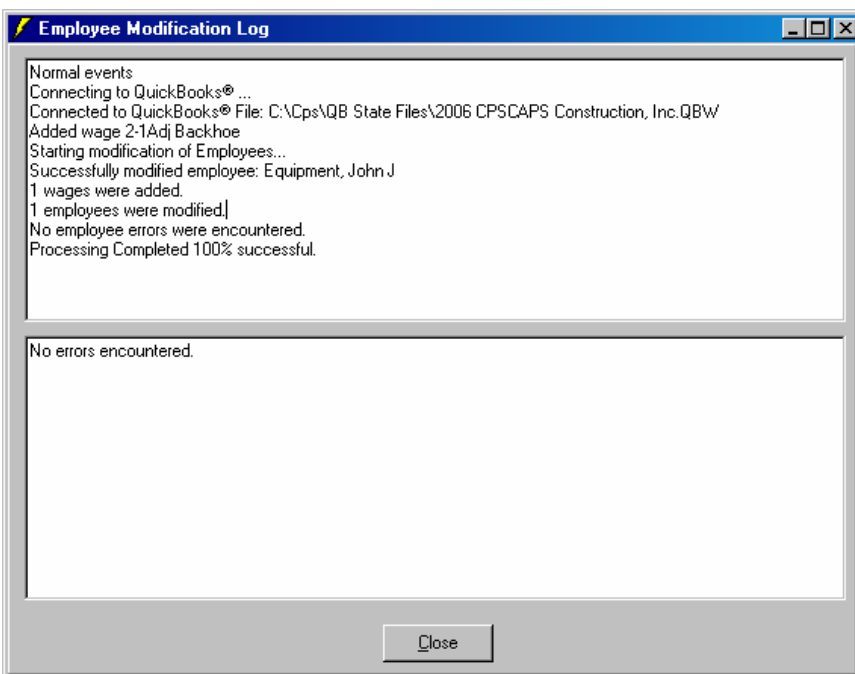 Employee Modification Log
Normal events
Connecting to QuickBooks® ...
Connected to QuickBooks® File: C:\Cps\QB State Files\2006 CPSCAPS Construction, Inc.QBW
Added wage 2-1Adj Backhoe
Starting modification of Employees...
Successfully modified employee: Equipment, John J
1 wages were added.
1 employees were modified.
No employee errors were encountered.
Processing Completed 100% successful.
No errors encountered.
Close